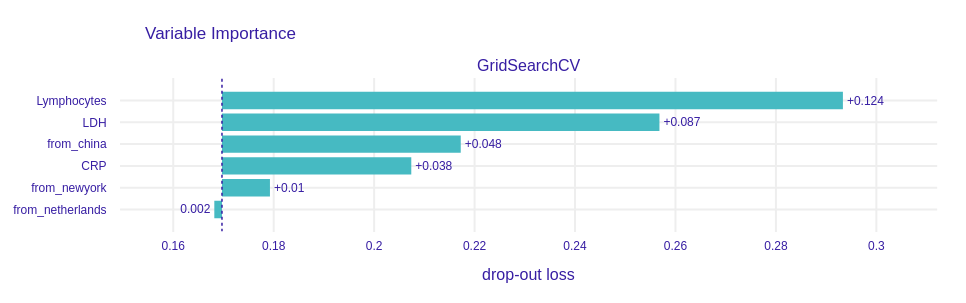 Variable Importance
GridSearchCV
Lymphocytes +0.124
LDH +0.087
from_china +0.048
CRP +0.038
from_newyork +0.01
from_netherlands 0.002
0.16 0.18 0.2 0.22 0.24 0.26 0.28 0.3
drop-out loss